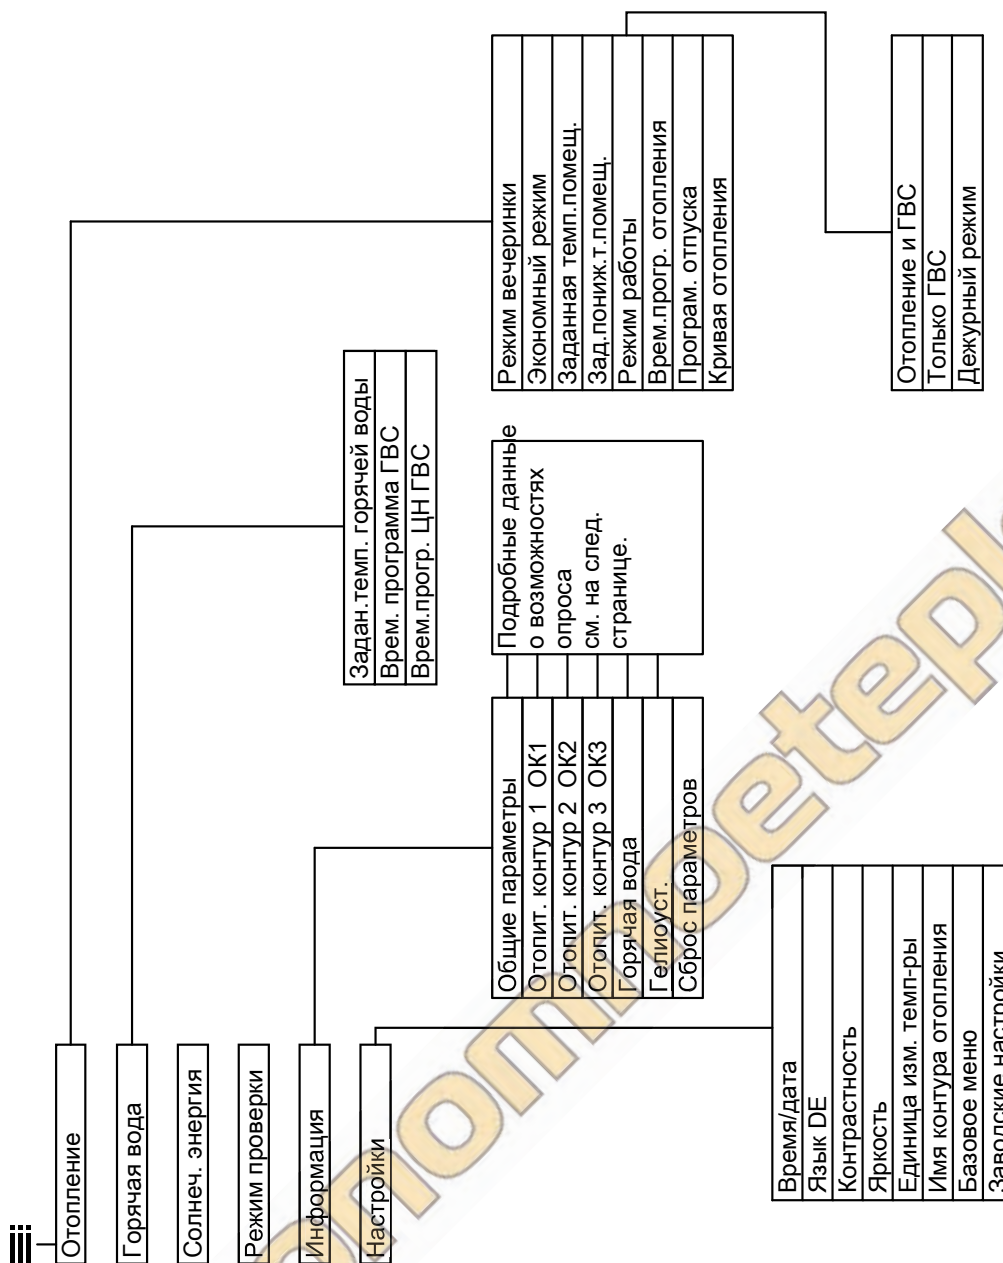 Отопление
Горячая вода
Солнеч. энергия
Режим проверки
Информация
Настройки
Задан.темп. горячей воды
Врем. программа ГВС
Врем.прогр. ЦН ГВС
Режим вечеринки
Экономный режим
Заданная темп.помещ.
Зад.пониж.т.помещ.
Режим работы
Врем.прогр. отопления
Програм. отпуска
Кривая отопления
Отопление и ГВС
Только ГВС
Дежурный режим
Общие параметры
Отопит. контур 1 ОК1
Отопит. контур 2 ОК2
Отопит. контур 3 ОК3
Горячая вода
Гелиоуст.
Сброс параметров
Подробные данные
о возможностях
опроса
см. на след.
странице.
Время/дата
Язык DE
Контрастность
Яркость
Единица изм. темп-ры
Имя контура отопления
Базовое меню
Заводские настройки